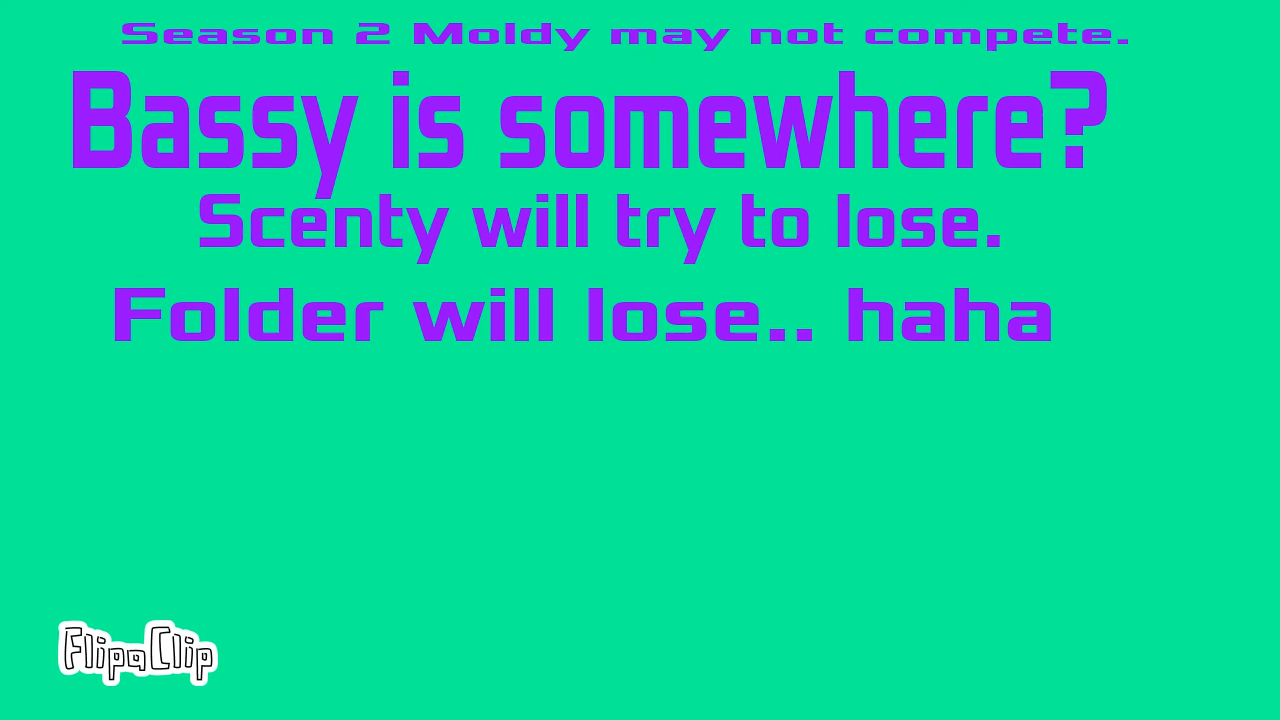 Season 2 Moldy may not compete.
Bassy is somewhere?
Scenty will try to lose.
Folder will lose.. haha
FlipaClip